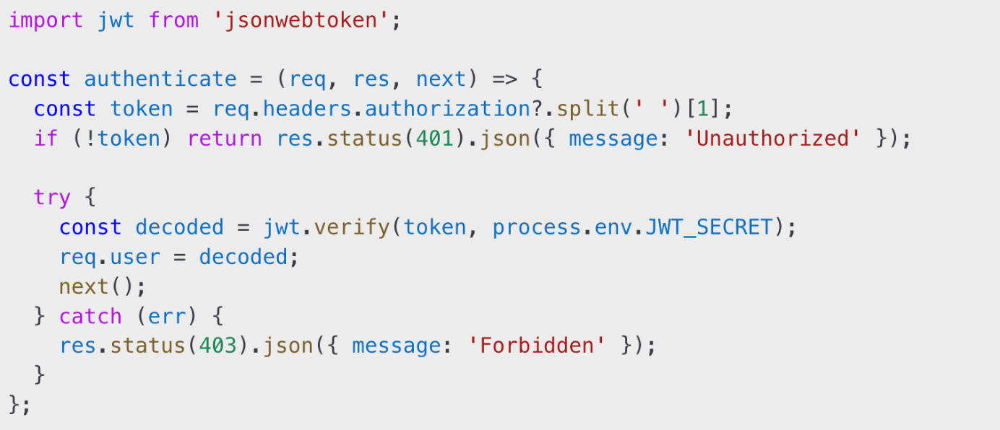 import jwt from 'jsonwebtoken';

const authenticate = (req, res, next) => {
  const token = req.headers.authorization?.split(' ')[1];
  if (!token) return res.status(401).json({ message: 'Unauthorized' });

  try {
    const decoded = jwt.verify(token, process.env.JWT_SECRET);
    req.user = decoded;
    next();
  } catch (err) {
    res.status(403).json({ message: 'Forbidden' });
  }
};